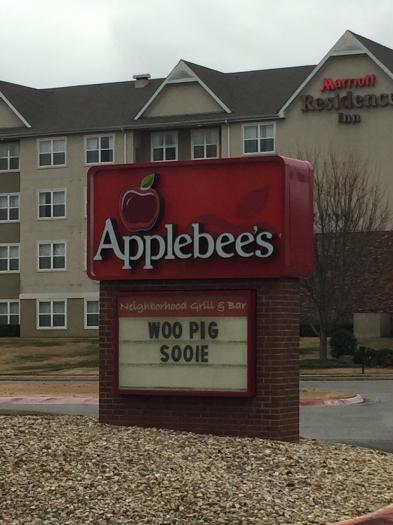 Marriott
Residence
Inn
Applebee's
Neighborhood Grill & Bar
WOO PIG
SOOIE